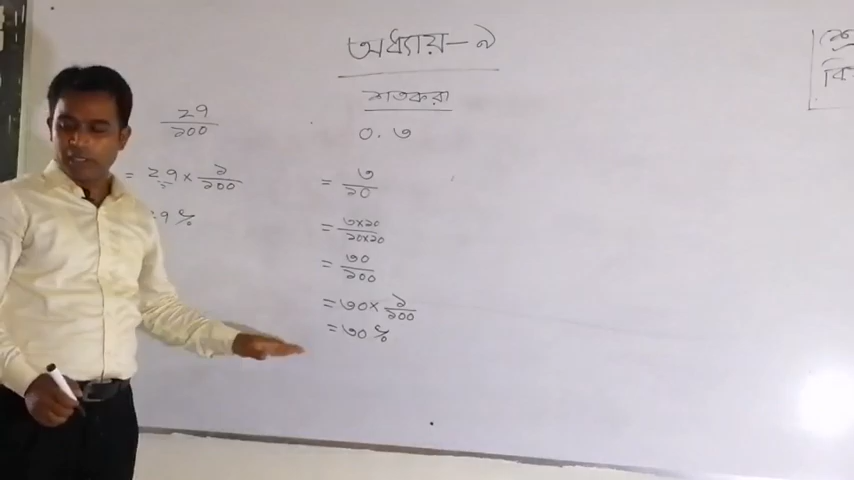 অধ্যায়-৯
শতকরা
২৭/১০০
= ২৭ × ১/১০০
৭%
০.৩
= ৩/১০
= ৩×১০/১০×১০
= ৩০/১০০
= ৩০ × ১/১০০
= ৩০%